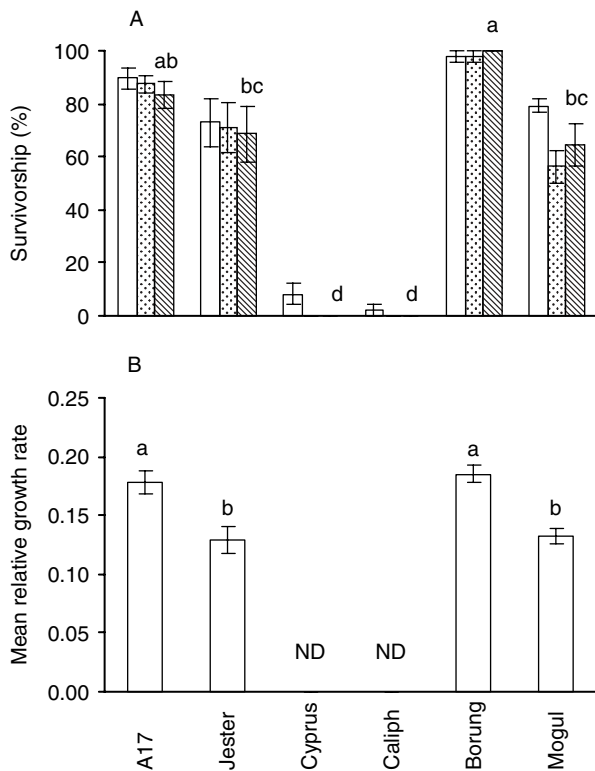 A
Survivorship (%)
100
80
60
40
20
0
ab
bc
d
d
a
bc
B
Mean relative growth rate
0.25
0.20
0.15
0.10
0.05
0.00
a
b
ND
ND
a
b
A17
Jester
Cyprus
Caliph
Borung
Mogul